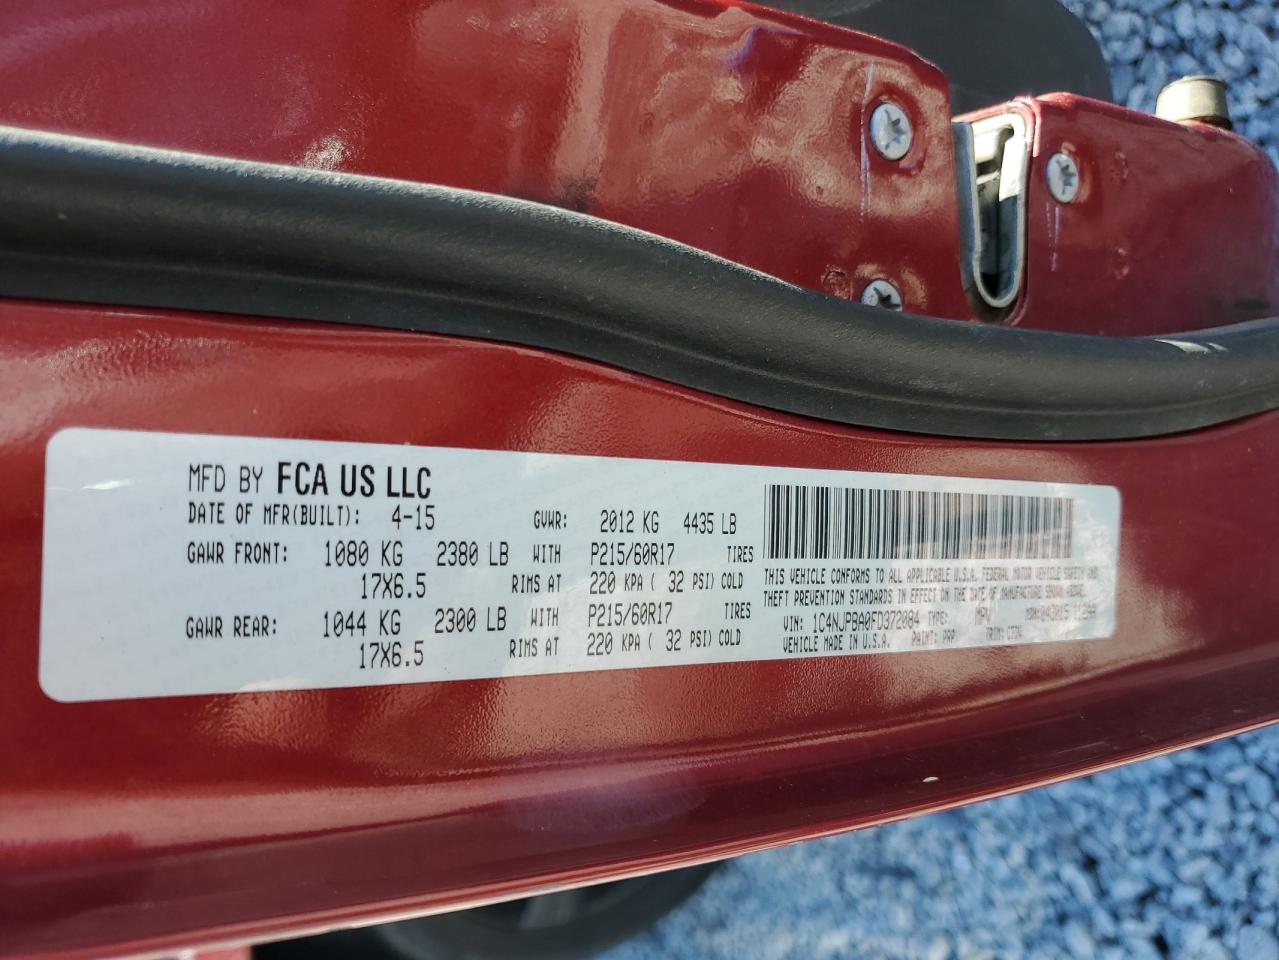 MFD BY FCA US LLC
DATE OF MFR(BUILT): 4-15 GVWR: 2012 KG 4435 LB
GAWR FRONT: 1080 KG 2380 LB WITH P215/60R17 TIRES
17X6.5 RIMS AT 220 KPA ( 32 PSI) COLD
GAWR REAR: 1044 KG 2300 LB WITH P215/60R17 TIRES
17X6.5 RIMS AT 220 KPA ( 32 PSI) COLD
THIS VEHICLE CONFORMS TO ALL APPLICABLE U.S.A. FEDERAL MOTOR VEHICLE SAFETY AND
THEFT PREVENTION STANDARDS IN EFFECT ON THE DATE OF MANUFACTURE SHOWN ABOVE.
VIN: 1C4NJPBA0FD372084 TYPE: MPV
VEHICLE MADE IN U.S.A. PAINT: PRP TRIM: